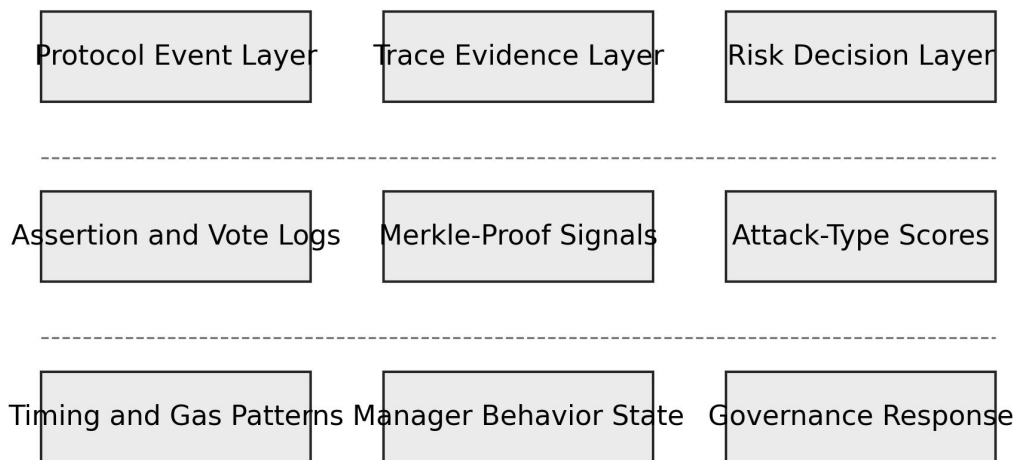 Protocol Event Layer
Trace Evidence Layer
Risk Decision Layer
Assertion and Vote Logs
Merkle-Proof Signals
Attack-Type Scores
Timing and Gas Patterns
Manager Behavior State
Governance Response